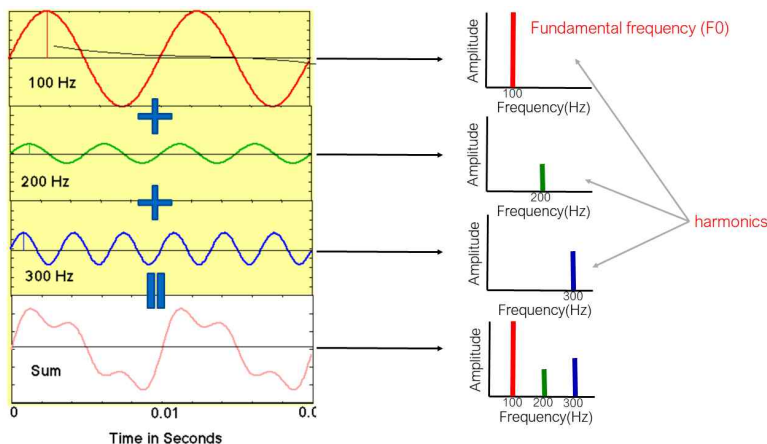 100 Hz
200 Hz
300 Hz
Sum
0
0.01
0.0
Time in Seconds
Amplitude
100
Frequency(Hz)
Fundamental frequency (F0)
Amplitude
200
Frequency(Hz)
harmonics
Amplitude
300
Frequency(Hz)
Amplitude
100 200 300
Frequency(Hz)